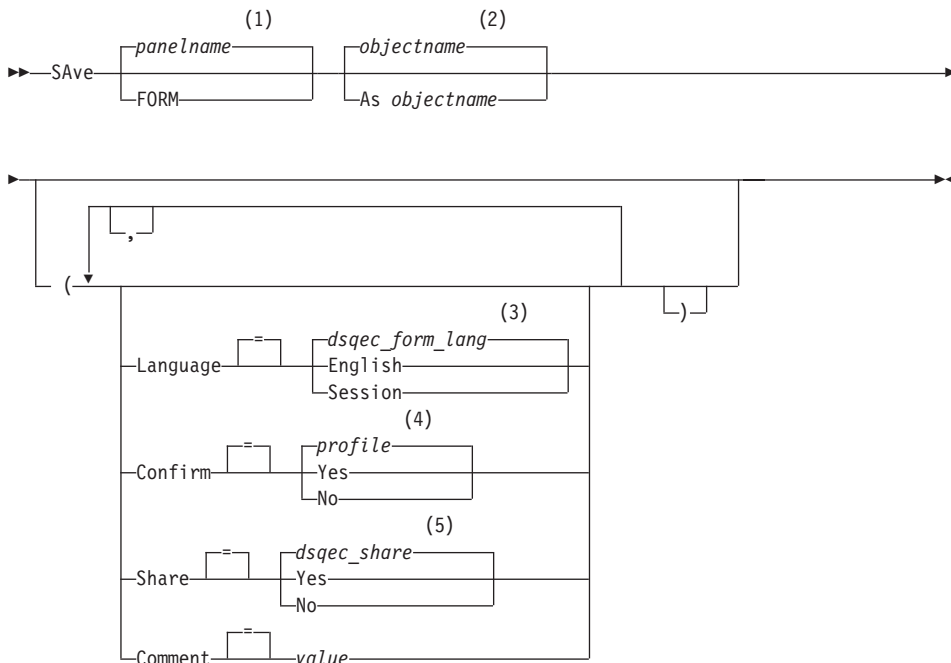 (1) (2)
panelname objectname
SAve
FORM As objectname
,
(
)
(3)
= dsqec_form_lang
Language English
Session
(4)
= profile
Confirm Yes
No
(5)
= dsqec_share
Share Yes
No
=
Comment value